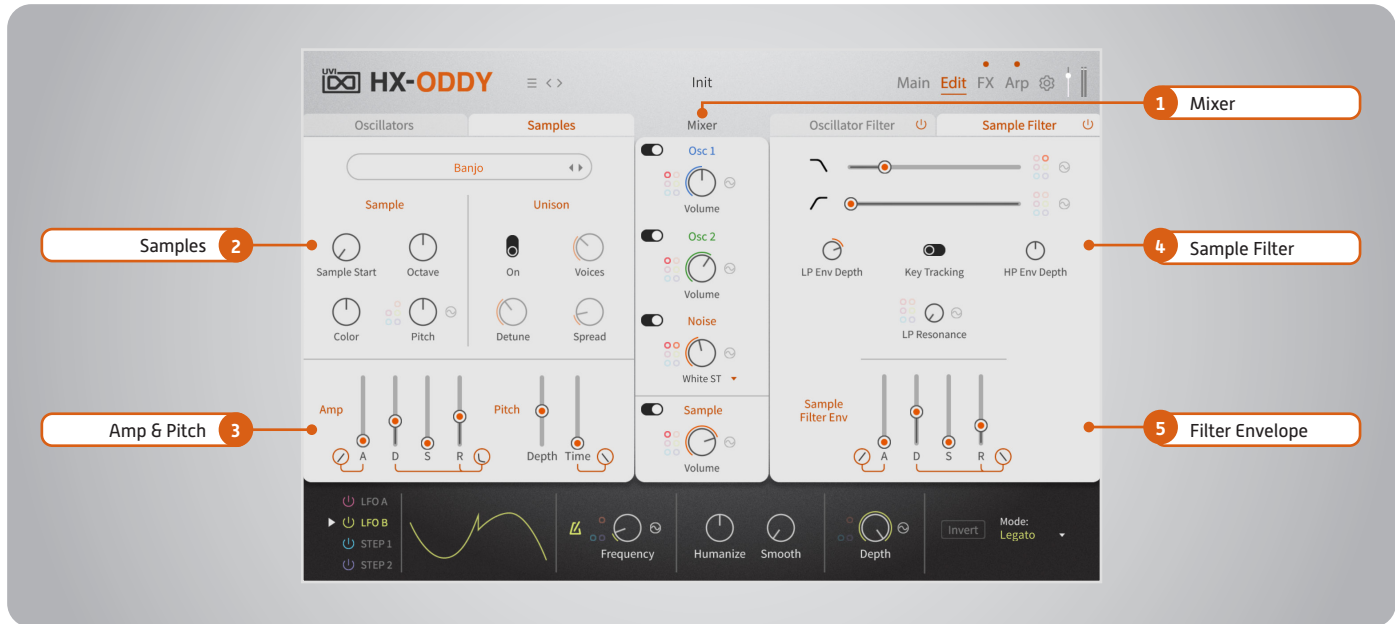 UVI HX-ODDY Init Main Edit FX Arp
1 Mixer
Oscillators Samples Mixer Oscillator Filter Sample Filter
Banjo
Sample Unison
Sample Start Octave On Voices
Color Pitch Detune Spread
Samples 2
Amp Pitch
A D S R Depth Time
Amp & Pitch 3
Osc 1
Volume
Osc 2
Volume
Noise
White ST
Sample
Volume
LP Env Depth Key Tracking HP Env Depth
LP Resonance
4 Sample Filter
Sample
Filter Env
A D S R
5 Filter Envelope
LFO A
LFO B
STEP 1
STEP 2
Frequency Humanize Smooth Depth
Invert
Mode:
Legato